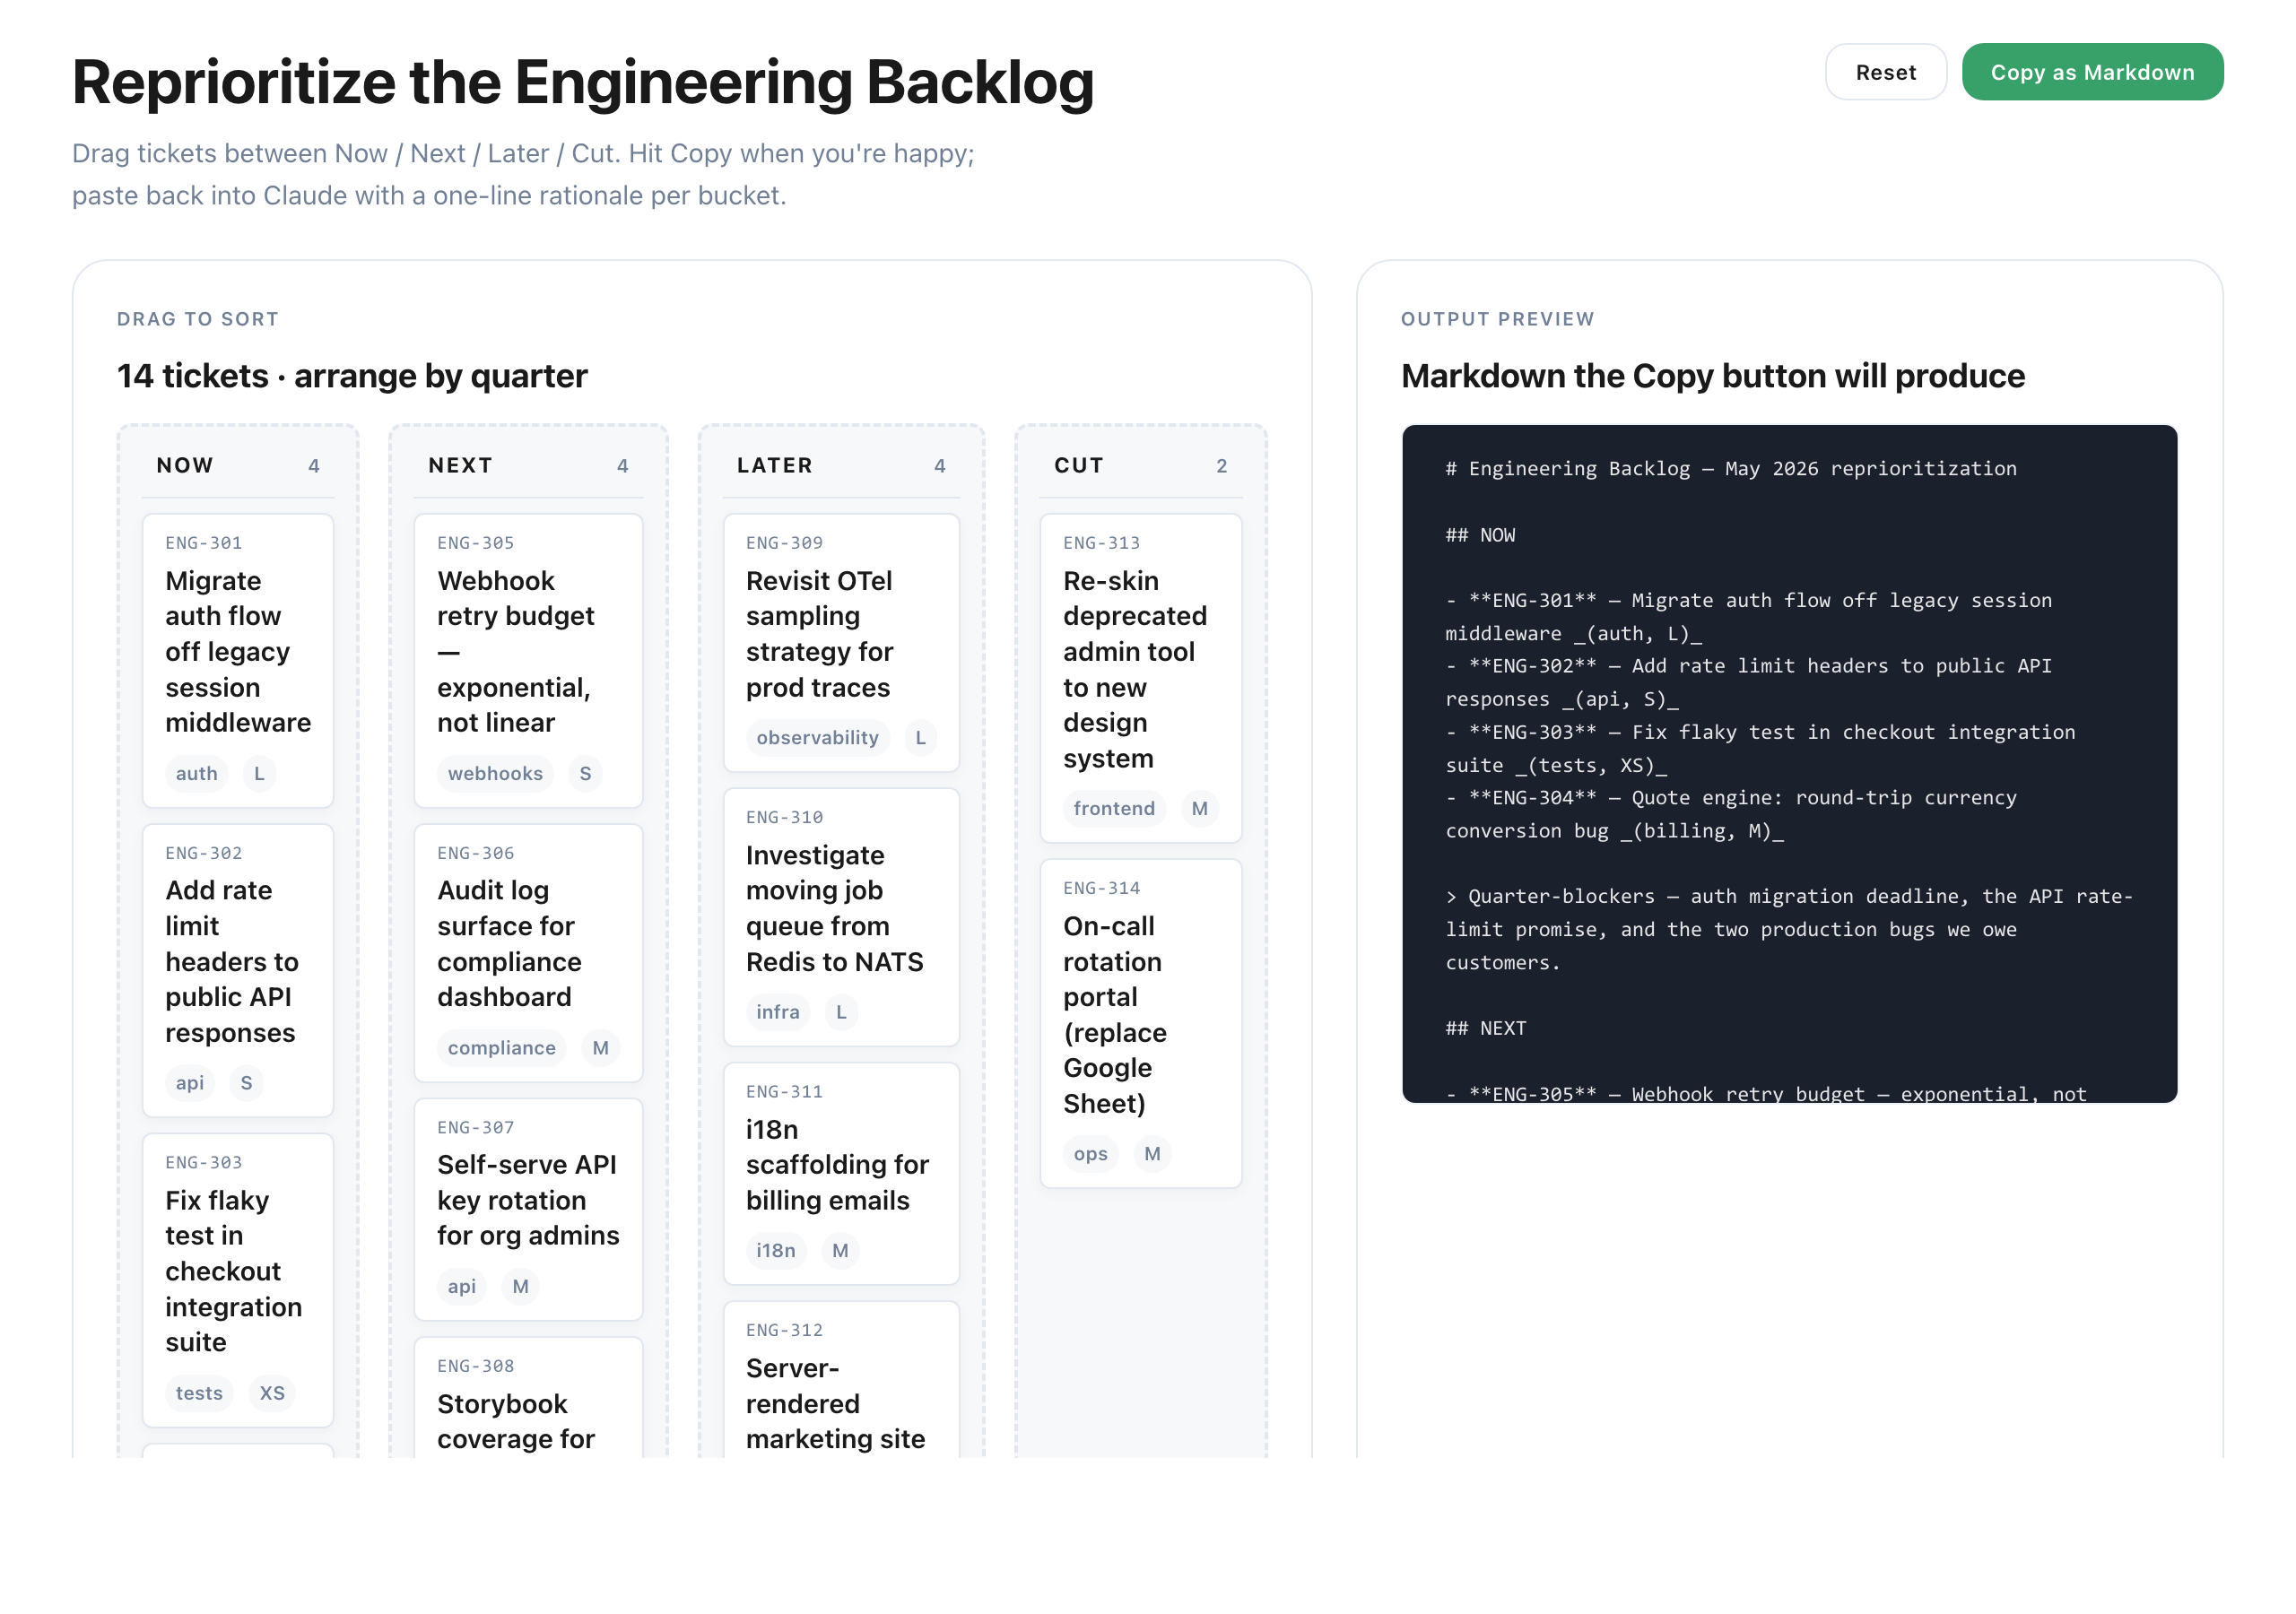 Reprioritize the Engineering Backlog
Reset
Copy as Markdown
Drag tickets between Now / Next / Later / Cut. Hit Copy when you're happy;
paste back into Claude with a one-line rationale per bucket.
DRAG TO SORT
14 tickets · arrange by quarter
NOW 4
ENG-301
Migrate
auth flow
off legacy
session
middleware
auth L
ENG-302
Add rate
limit
headers to
public API
responses
api S
ENG-303
Fix flaky
test in
checkout
integration
suite
tests XS
NEXT 4
ENG-305
Webhook
retry budget
—
exponential,
not linear
webhooks S
ENG-306
Audit log
surface for
compliance
dashboard
compliance M
ENG-307
Self-serve API
key rotation
for org admins
api M
ENG-308
Storybook
coverage for
LATER 4
ENG-309
Revisit OTel
sampling
strategy for
prod traces
observability L
ENG-310
Investigate
moving job
queue from
Redis to NATS
infra L
ENG-311
i18n
scaffolding for
billing emails
i18n M
ENG-312
Server-
rendered
marketing site
CUT 2
ENG-313
Re-skin
deprecated
admin tool
to new
design
system
frontend M
ENG-314
On-call
rotation
portal
(replace
Google
Sheet)
ops M
OUTPUT PREVIEW
Markdown the Copy button will produce
# Engineering Backlog — May 2026 reprioritization
## NOW
- **ENG-301** — Migrate auth flow off legacy session
middleware _(auth, L)_
- **ENG-302** — Add rate limit headers to public API
responses _(api, S)_
- **ENG-303** — Fix flaky test in checkout integration
suite _(tests, XS)_
- **ENG-304** — Quote engine: round-trip currency
conversion bug _(billing, M)_
> Quarter-blockers — auth migration deadline, the API rate-
limit promise, and the two production bugs we owe
customers.
## NEXT
- **ENG-305** — Webhook retry budget — exponential, not